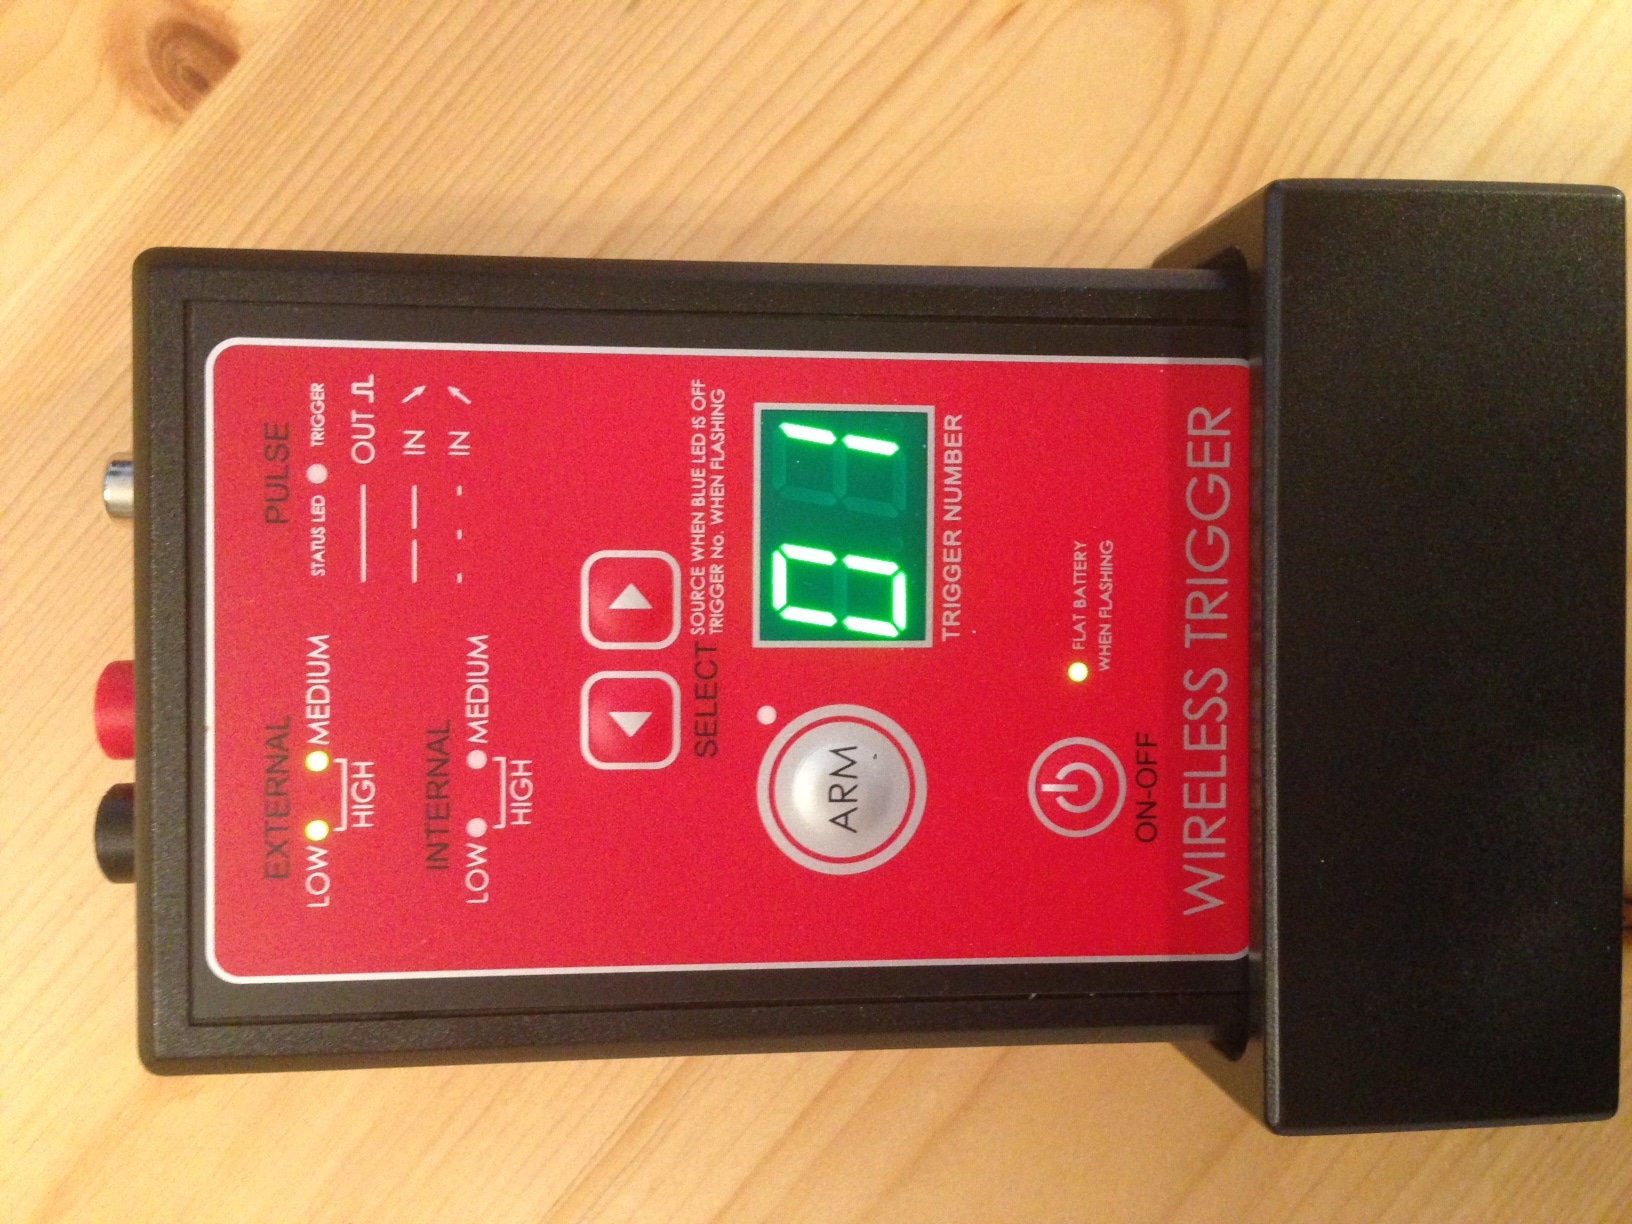 EXTERNAL
LOW MEDIUM
HIGH
PULSE
STATUS LED TRIGGER
OUT
IN
IN
INTERNAL
LOW MEDIUM
HIGH
SELECT
SOURCE WHEN BLUE LED IS OFF
TRIGGER No. WHEN FLASHING
ARM
01
TRIGGER NUMBER
ON-OFF
FLAT BATTERY
WHEN FLASHING
WIRELESS TRIGGER